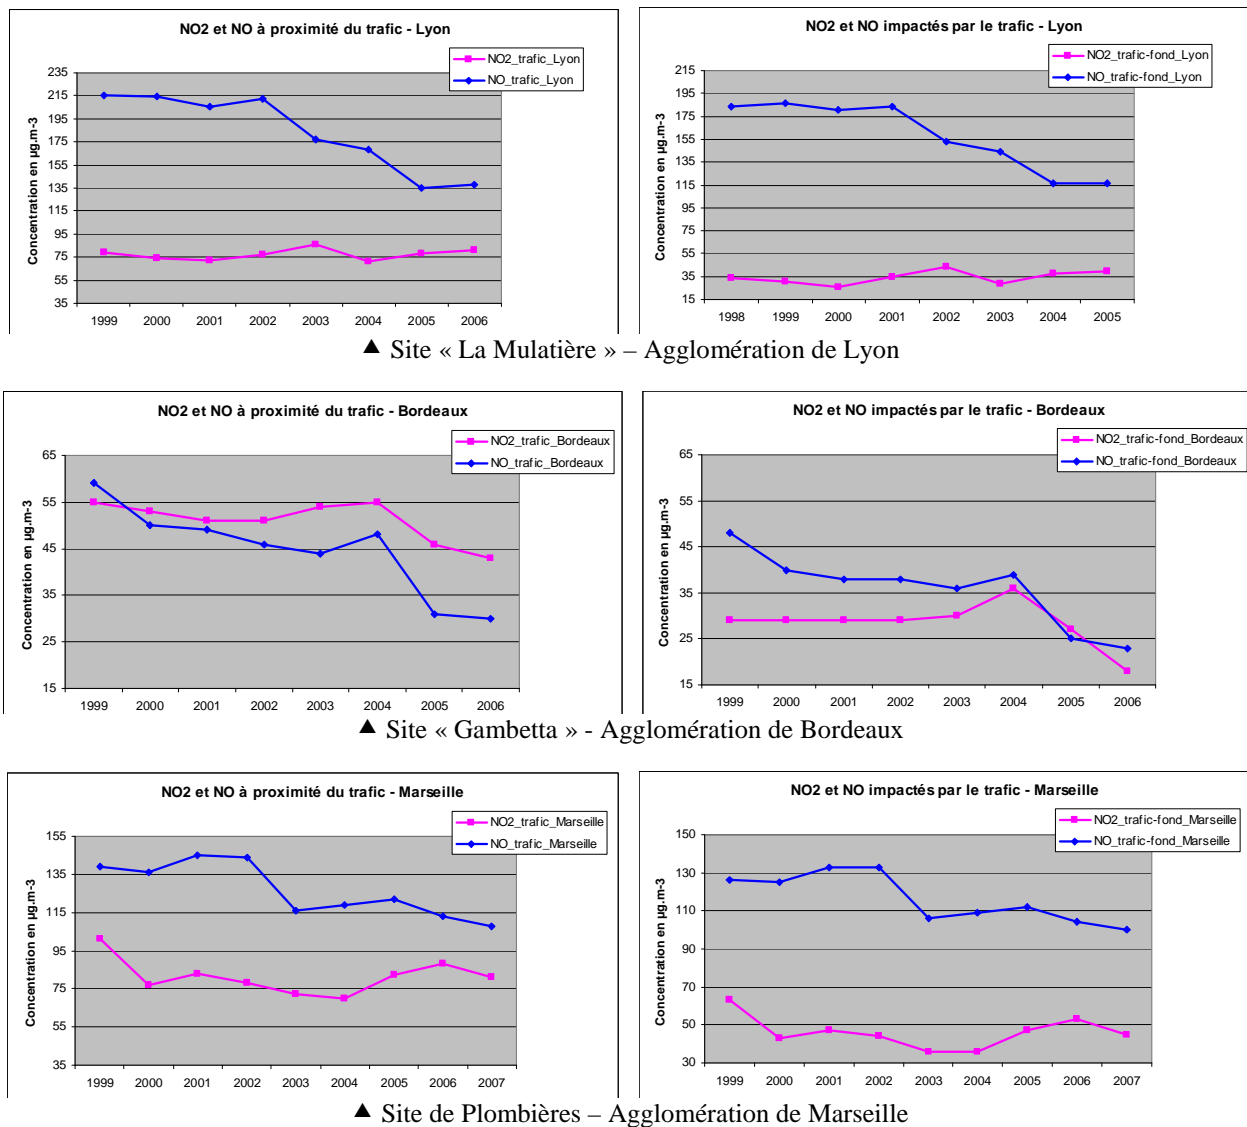 NO2 et NO à proximité du trafic - Lyon
NO2_trafic_Lyon
NO_trafic_Lyon
Concentration en µg.m-3
235
215
195
175
155
135
115
95
75
55
35
1999 2000 2001 2002 2003 2004 2005 2006
NO2 et NO impactés par le trafic - Lyon
NO2_trafic-fond_Lyon
NO_trafic-fond_Lyon
Concentration en µg.m-3
215
195
175
155
135
115
95
75
55
35
15
1998 1999 2000 2001 2002 2003 2004 2005
▲ Site « La Mulatière » – Agglomération de Lyon
NO2 et NO à proximité du trafic - Bordeaux
NO2_trafic_Bordeaux
NO_trafic_Bordeaux
Concentration en µg.m-3
65
55
45
35
25
15
1999 2000 2001 2002 2003 2004 2005 2006
NO2 et NO impactés par le trafic - Bordeaux
NO2_trafic-fond_Bordeaux
NO_trafic-fond_Bordeaux
Concentration en µg.m-3
65
55
45
35
25
15
1999 2000 2001 2002 2003 2004 2005 2006
▲ Site « Gambetta » - Agglomération de Bordeaux
NO2 et NO à proximité du trafic - Marseille
NO2_trafic_Marseille
NO_trafic_Marseille
Concentration en µg.m-3
155
135
115
95
75
55
35
1999 2000 2001 2002 2003 2004 2005 2006 2007
NO2 et NO impactés par le trafic - Marseille
NO2_trafic-fond_Marseille
NO_trafic-fond_Marseille
Concentration en µg.m-3
150
130
110
90
70
50
30
1999 2000 2001 2002 2003 2004 2005 2006 2007
▲ Site de Plombières – Agglomération de Marseille